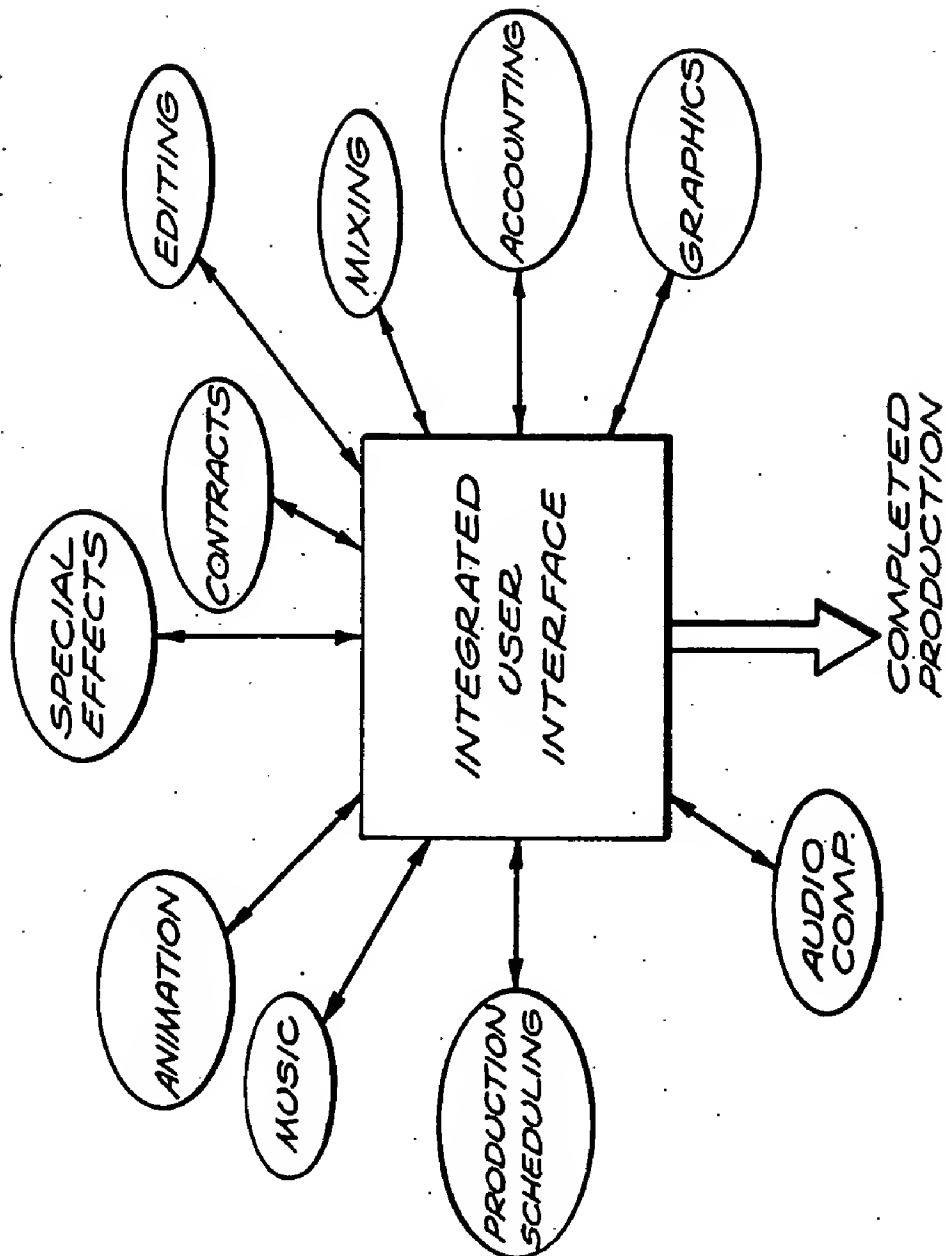 SPECIAL
EFFECTS
ANIMATION
CONTRACTS
EDITING
MUSIC
MIXING
INTEGRATED
USER
INTERFACE
PRODUCTION
SCHEDULING
ACCOUNTING
GRAPHICS
AUDIO
COMP.
COMPLETED
PRODUCTION